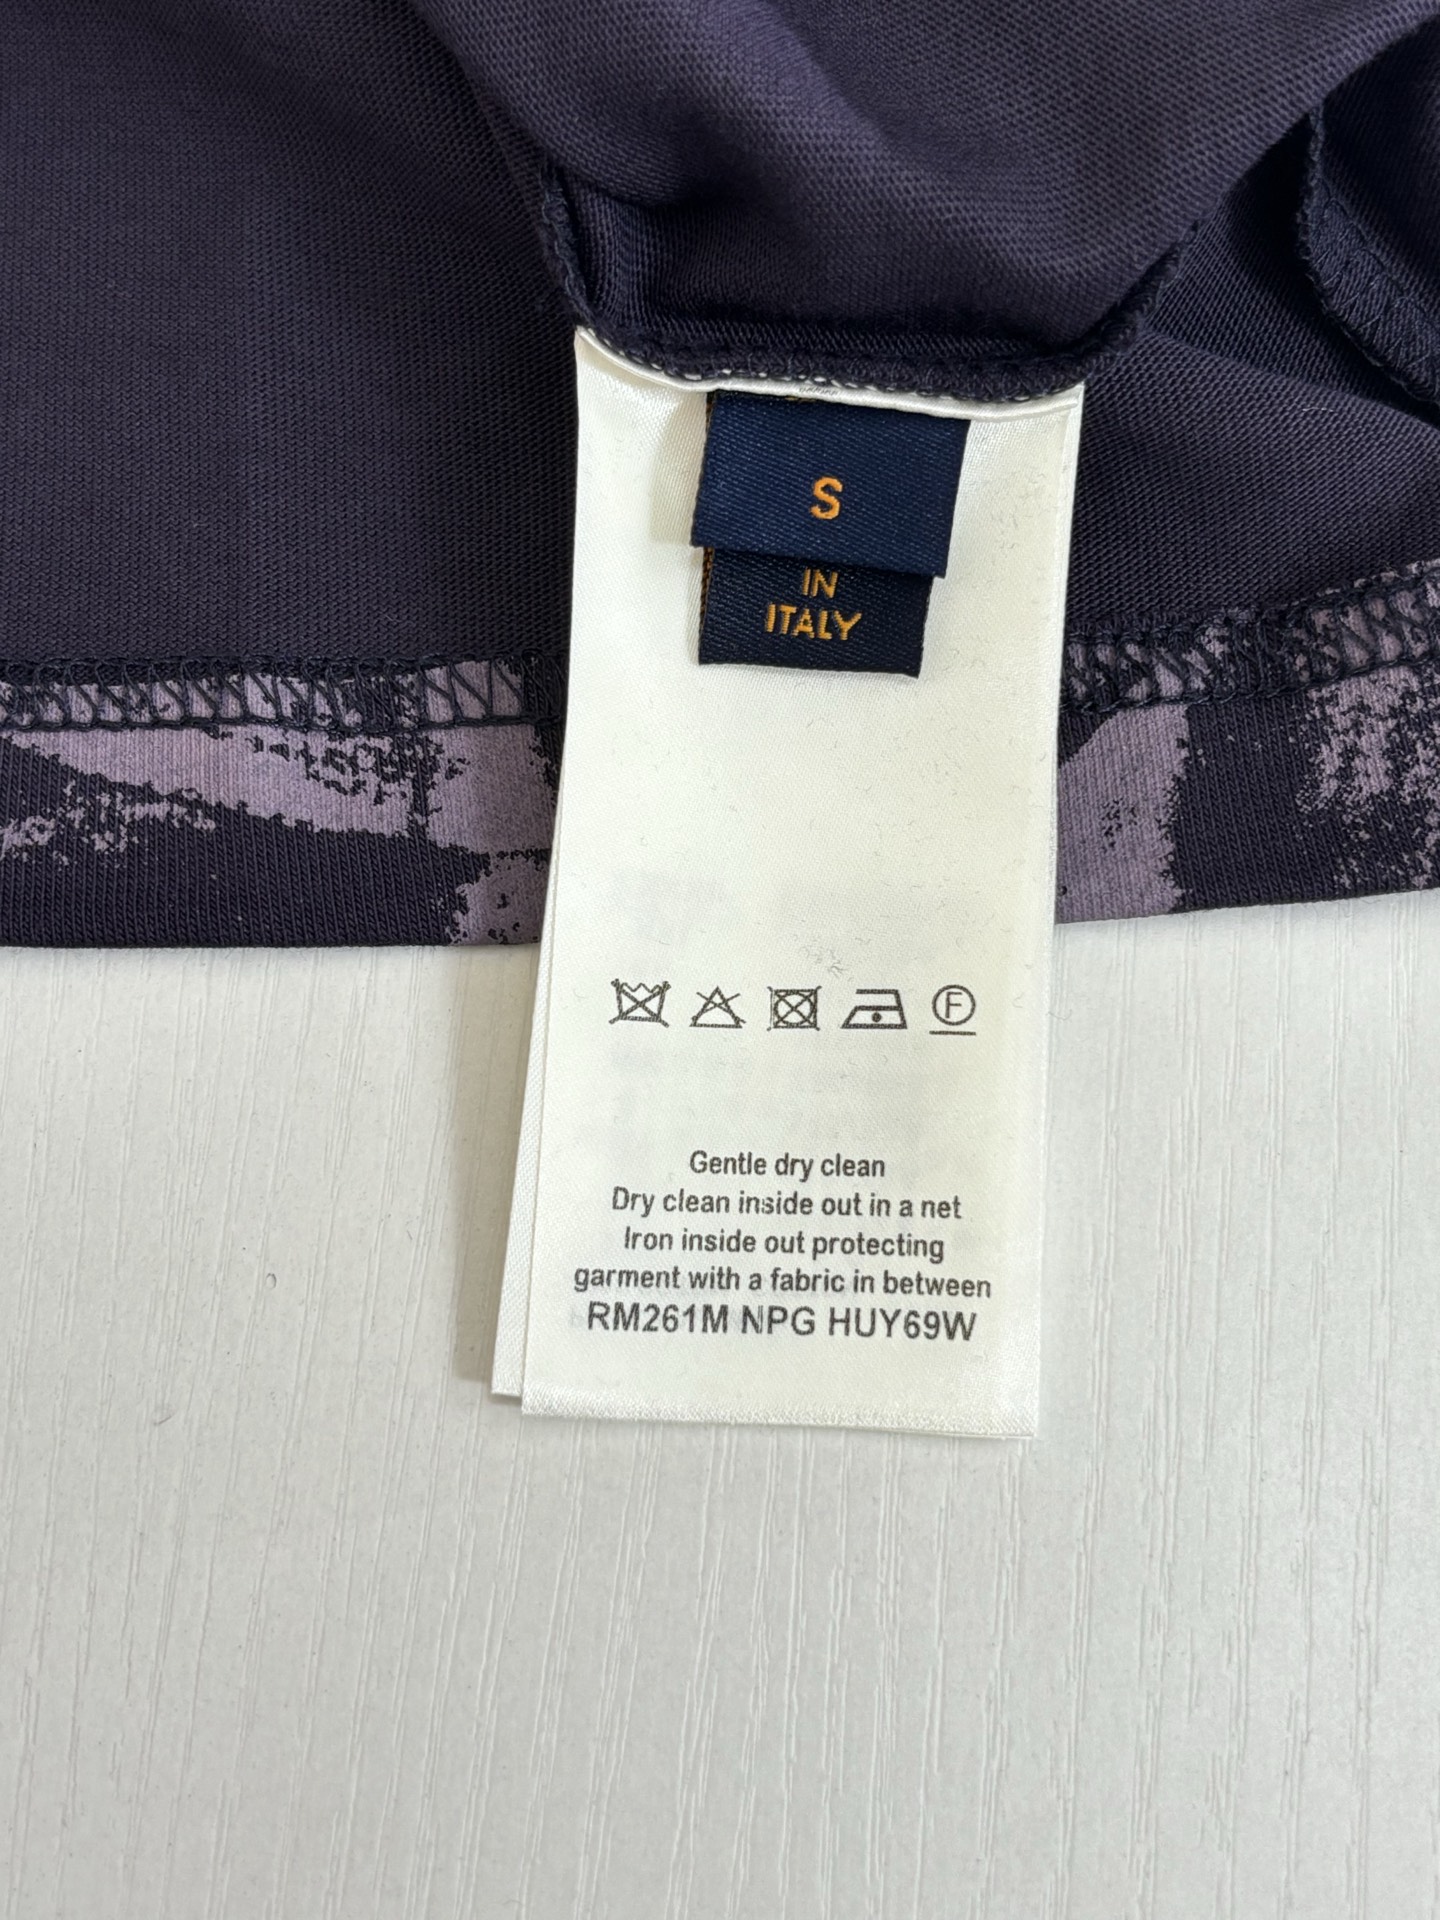 S
IN
ITALY
F
Gentle dry clean
Dry clean inside out in a net
Iron inside out protecting
garment with a fabric in between
RM261M NPG HUY69W